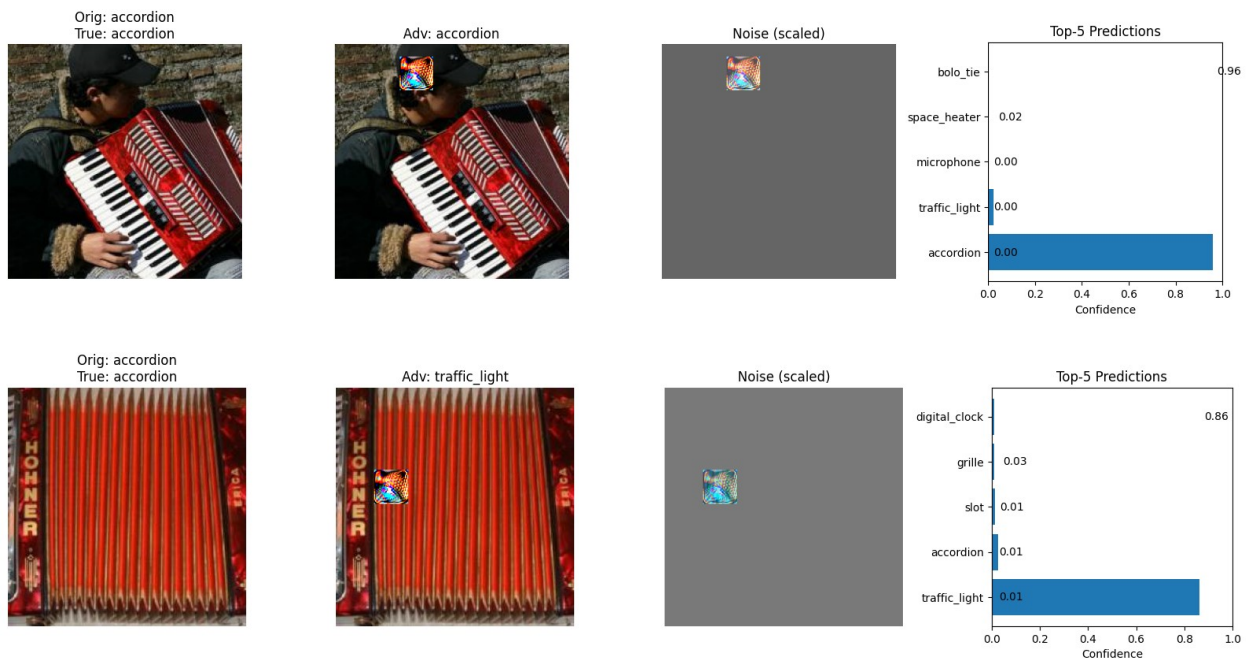 Orig: accordion
True: accordion
Adv: accordion
Noise (scaled)
Top-5 Predictions
bolo_tie
0.96
space_heater
0.02
microphone
0.00
traffic_light
0.00
accordion
0.00
0.0 0.2 0.4 0.6 0.8 1.0
Confidence
Orig: accordion
True: accordion
Adv: traffic_light
Noise (scaled)
Top-5 Predictions
HOHNER
ERICA
HOHNER
ERICA
digital_clock
0.86
grille
0.03
slot
0.01
accordion
0.01
traffic_light
0.01
0.0 0.2 0.4 0.6 0.8 1.0
Confidence